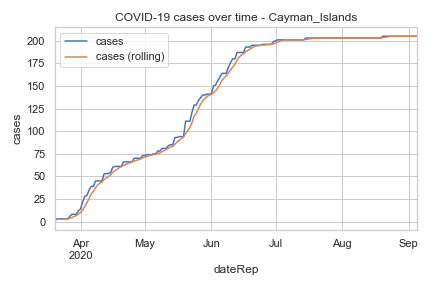 COVID-19 cases over time - Cayman_Islands
cases
cases (rolling)
200
175
150
125
100
75
50
25
0
cases
Apr
2020
May
Jun
Jul
Aug
Sep
dateRep